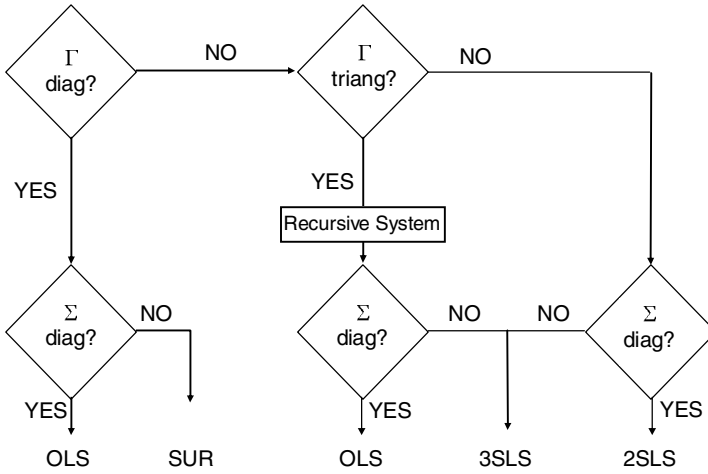 Γ
diag?
NO
Γ
triang?
NO
YES
YES
Recursive System
Σ
diag?
NO
Σ
diag?
NO
NO
Σ
diag?
YES
YES
YES
OLS
SUR
OLS
3SLS
2SLS